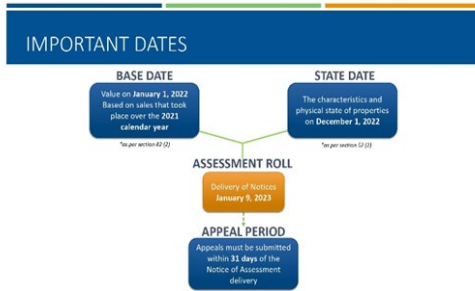 IMPORTANT DATES
BASE DATE
Value on January 1, 2022
Based on sales that took
place over the 2021
calendar year
*as per section 42 (2)
STATE DATE
The characteristics and
physical state of properties
on December 1, 2022
*as per section 52 (2)
ASSESSMENT ROLL
Delivery of Notices
January 9, 2023
APPEAL PERIOD
Appeals must be submitted
within 31 days of the
Notice of Assessment
delivery